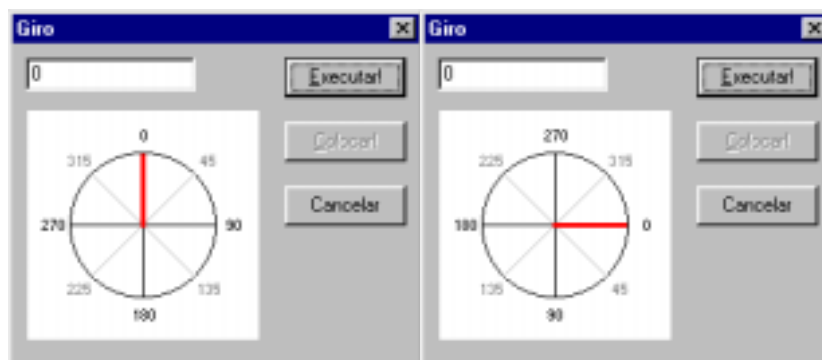 Giro
0
Executar!
0
315 45
Colocar!
270 90
Cancelar
225 135
180
Giro
0
Executar!
270
225 315
Colocar!
180 0
Cancelar
135 45
90